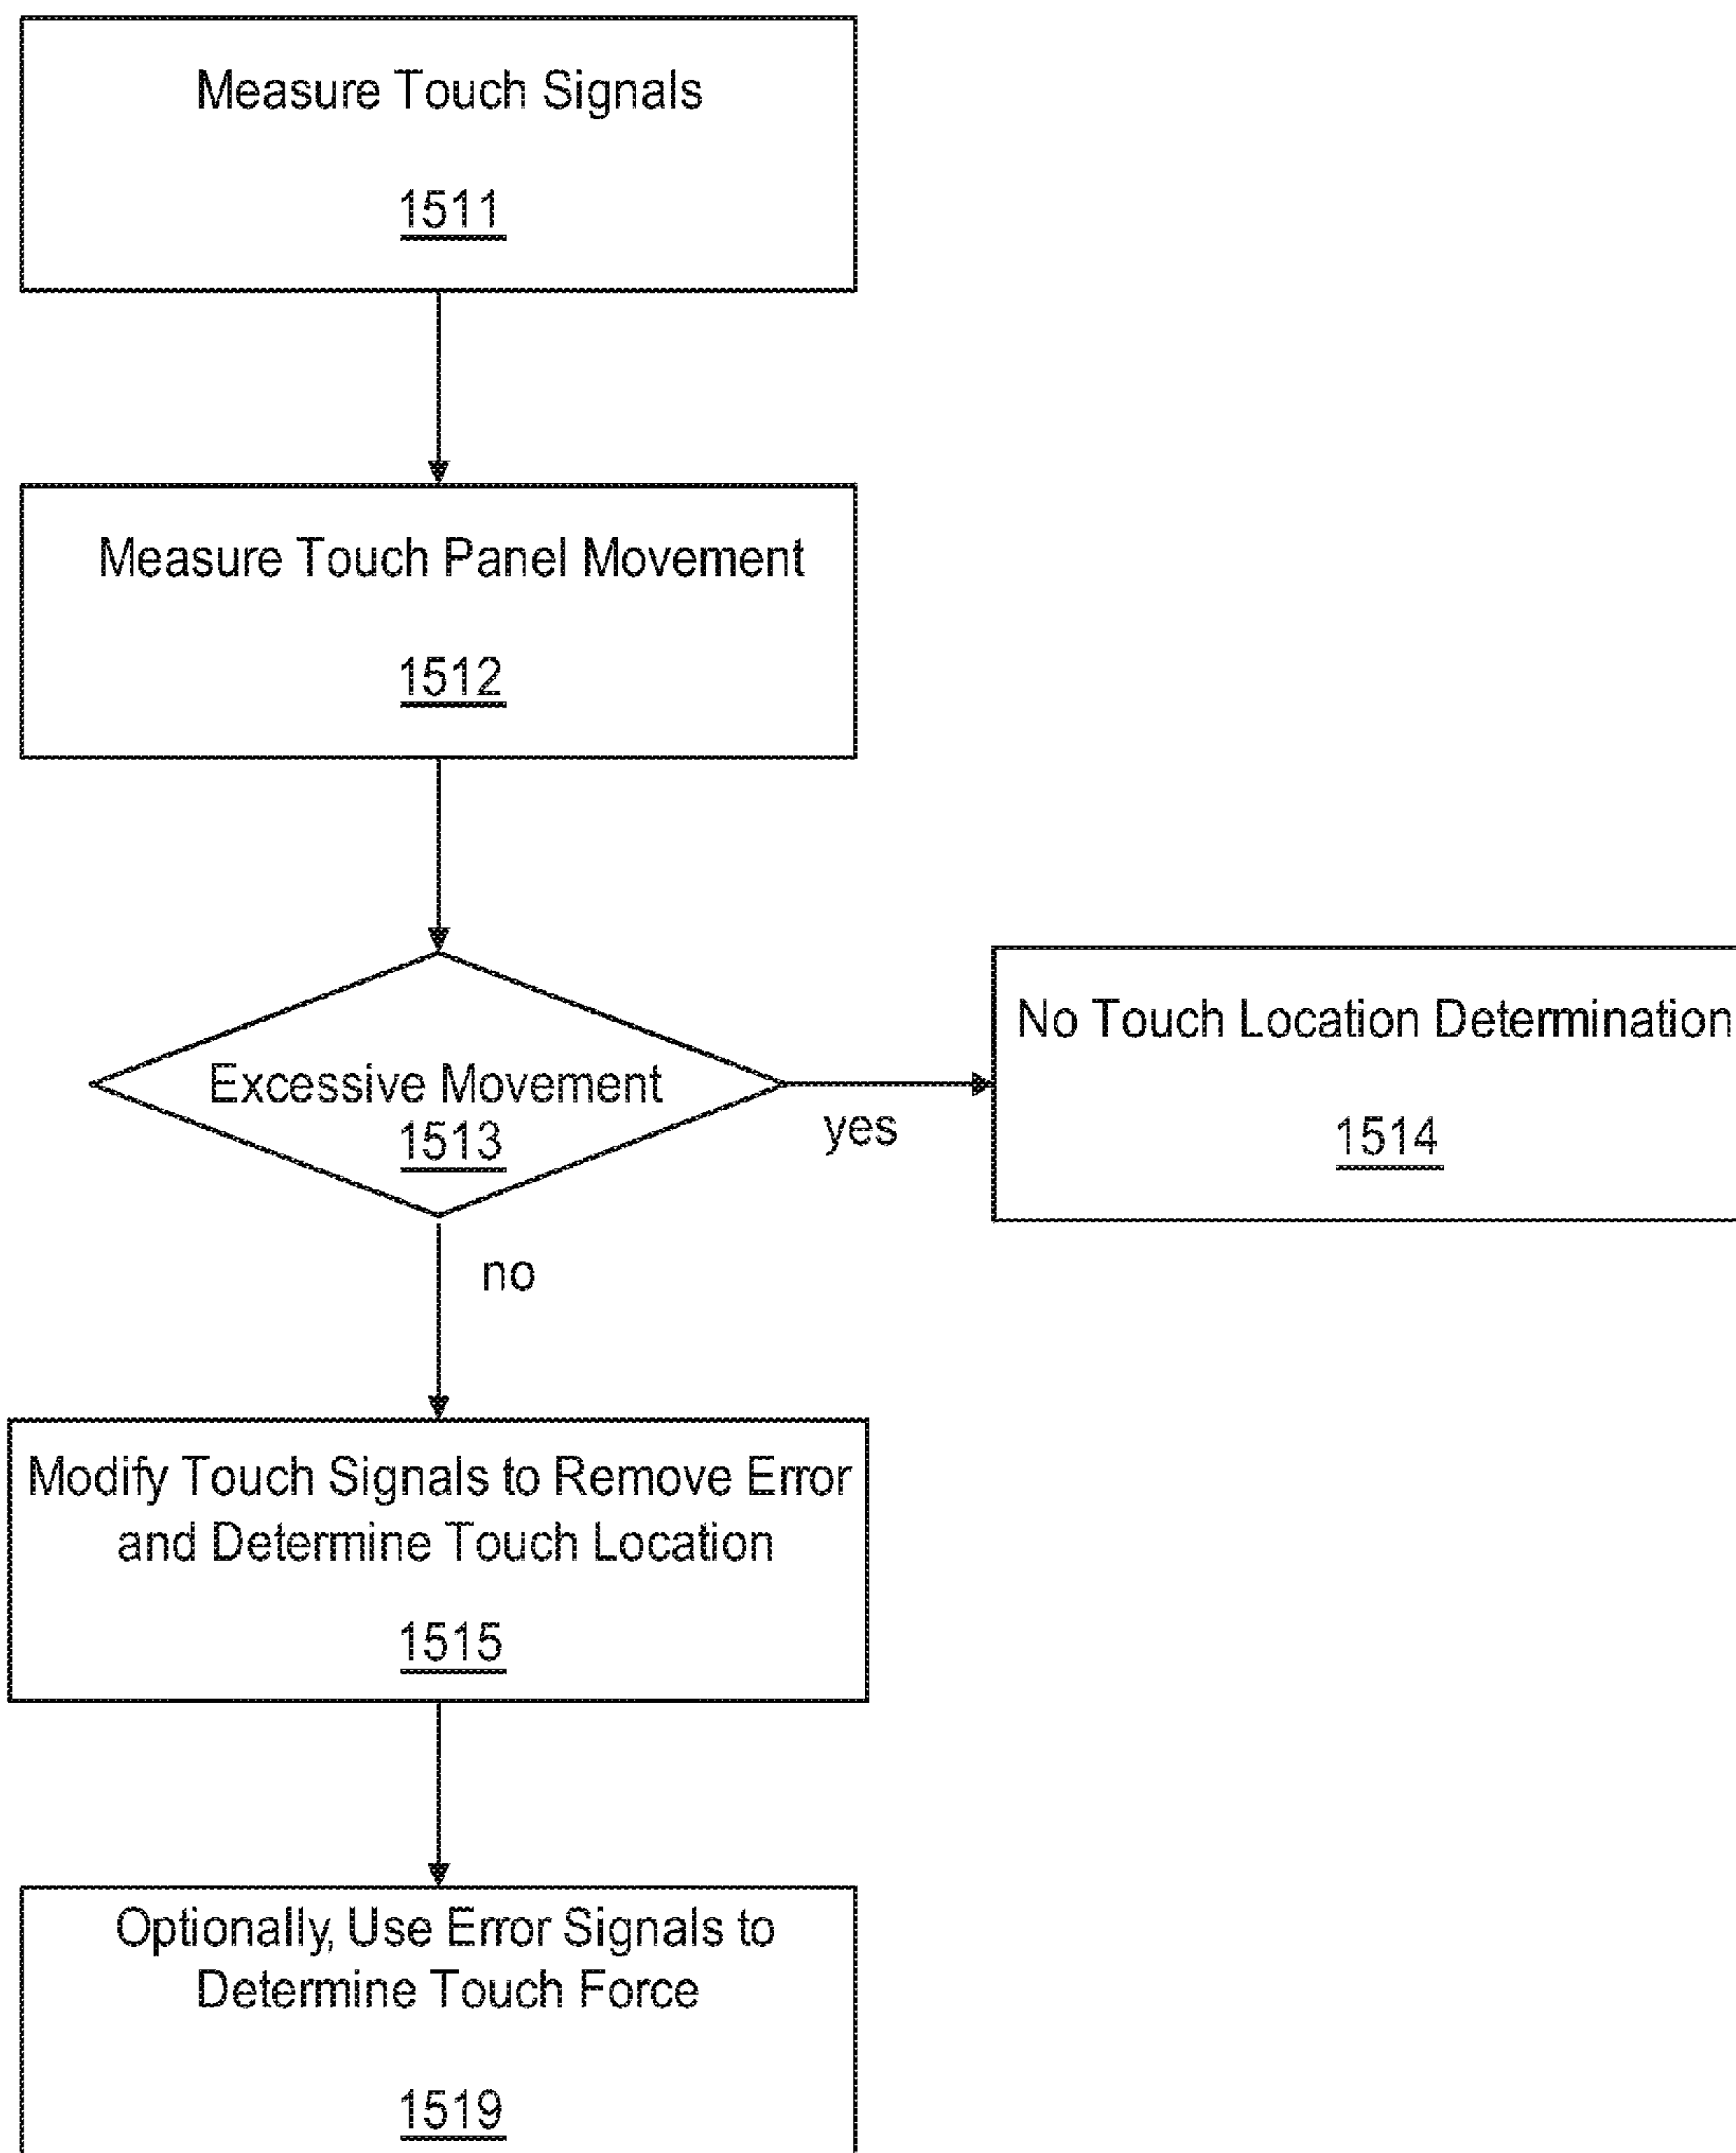 Measure Touch Signals
1511
Measure Touch Panel Movement
1512
Excessive Movement
1513
yes
No Touch Location Determination
1514
no
Modify Touch Signals to Remove Error
and Determine Touch Location
1515
Optionally, Use Error Signals to
Determine Touch Force
1519